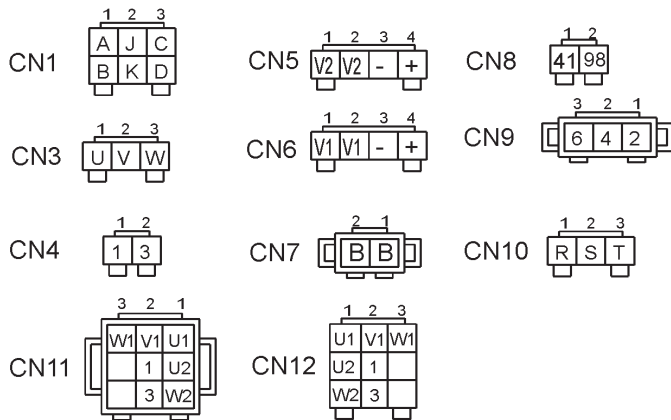 CN1
1 2 3
A J C
B K D
CN5
1 2 3 4
V2 V2 - +
CN8
1 2
41 98
CN3
1 2 3
U V W
CN6
1 2 3 4
V1 V1 - +
CN9
3 2 1
6 4 2
CN4
1 2
1 3
CN7
2 1
B B
CN10
1 2 3
R S T
CN11
3 2 1
W1 V1 U1
1 U2
3 W2
CN12
1 2 3
U1 V1 W1
U2 1
W2 3